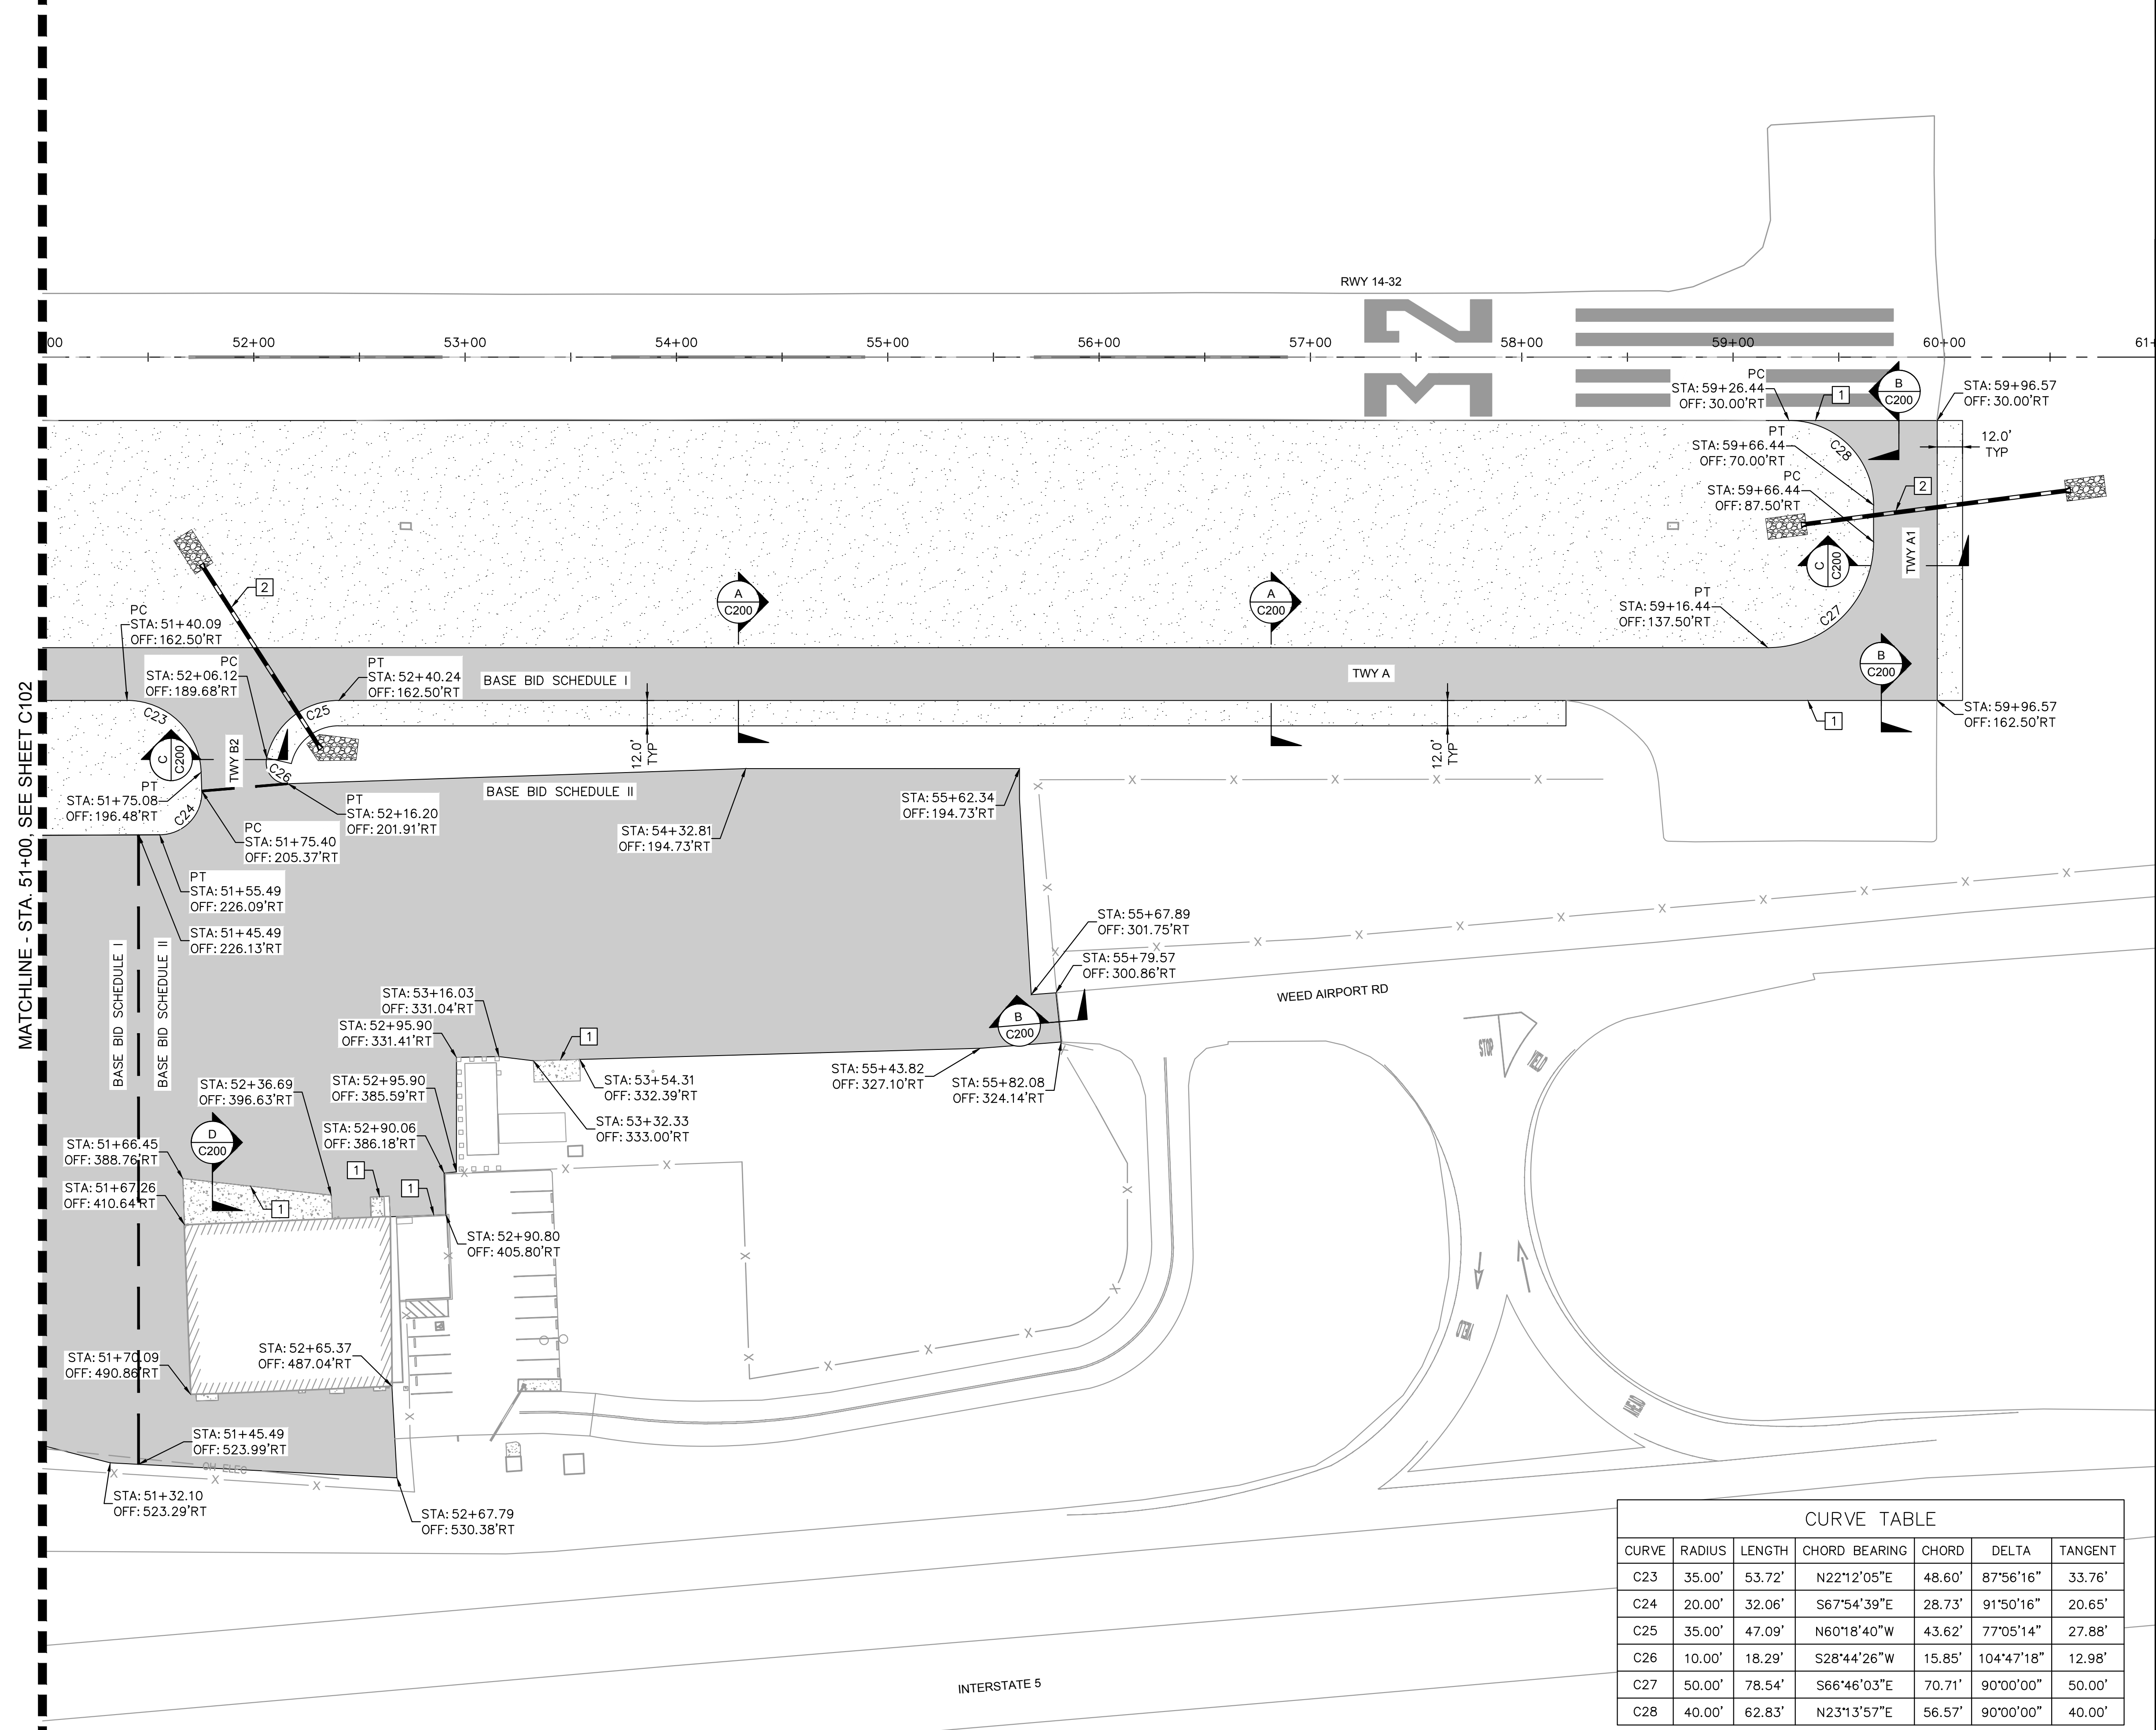 MATCHLINE - STA. 51+00, SEE SHEET C102
RWY 14-32
00
52+00
53+00
54+00
55+00
56+00
57+00
58+00
59+00
60+00
61+
32
PC
STA: 59+26.44
OFF: 30.00'RT
1
B
C200
STA: 59+96.57
OFF: 30.00'RT
12.0'
TYP
PT
STA: 59+66.44
OFF: 70.00'RT
C28
PC
STA: 59+66.44
OFF: 87.50'RT
2
TWY A1
C
C200
C27
PT
STA: 59+16.44
OFF: 137.50'RT
B
C200
2
A
C200
A
C200
PC
STA: 51+40.09
OFF: 162.50'RT
PC
STA: 52+06.12
OFF: 189.68'RT
PT
STA: 52+40.24
OFF: 162.50'RT
BASE BID SCHEDULE I
TWY A
STA: 59+96.57
OFF: 162.50'RT
1
C23
C25
C
C200
TWY B2
C26
12.0'
TYP
12.0'
TYP
PT
STA: 51+75.08
OFF: 196.48'RT
C24
PC
STA: 51+75.40
OFF: 205.37'RT
PT
STA: 52+16.20
OFF: 201.91'RT
BASE BID SCHEDULE II
STA: 54+32.81
OFF: 194.73'RT
STA: 55+62.34
OFF: 194.73'RT
PT
STA: 51+55.49
OFF: 226.09'RT
STA: 51+45.49
OFF: 226.13'RT
BASE BID SCHEDULE I
BASE BID SCHEDULE II
STA: 55+67.89
OFF: 301.75'RT
STA: 55+79.57
OFF: 300.86'RT
B
C200
WEED AIRPORT RD
STA: 53+16.03
OFF: 331.04'RT
STA: 52+95.90
OFF: 331.41'RT
1
STA: 52+36.69
OFF: 396.63'RT
STA: 52+95.90
OFF: 385.59'RT
STA: 53+54.31
OFF: 332.39'RT
STA: 55+43.82
OFF: 327.10'RT
STA: 55+82.08
OFF: 324.14'RT
STA: 53+32.33
OFF: 333.00'RT
STA: 52+90.06
OFF: 386.18'RT
D
C200
STA: 51+66.45
OFF: 388.76'RT
STA: 51+67.26
OFF: 410.64'RT
1
1
1
STA: 52+90.80
OFF: 405.80'RT
STOP
YIELD
YIELD
YIELD
STA: 51+70.09
OFF: 490.86'RT
STA: 52+65.37
OFF: 487.04'RT
STA: 51+45.49
OFF: 523.99'RT
OH ELEC
STA: 51+32.10
OFF: 523.29'RT
STA: 52+67.79
OFF: 530.38'RT
INTERSTATE 5
CURVE TABLE
CURVE RADIUS LENGTH CHORD BEARING CHORD DELTA TANGENT
C23 35.00' 53.72' N22°12'05"E 48.60' 87°56'16" 33.76'
C24 20.00' 32.06' S67°54'39"E 28.73' 91°50'16" 20.65'
C25 35.00' 47.09' N60°18'40"W 43.62' 77°05'14" 27.88'
C26 10.00' 18.29' S28°44'26"W 15.85' 104°47'18" 12.98'
C27 50.00' 78.54' S66°46'03"E 70.71' 90°00'00" 50.00'
C28 40.00' 62.83' N23°13'57"E 56.57' 90°00'00" 40.00'